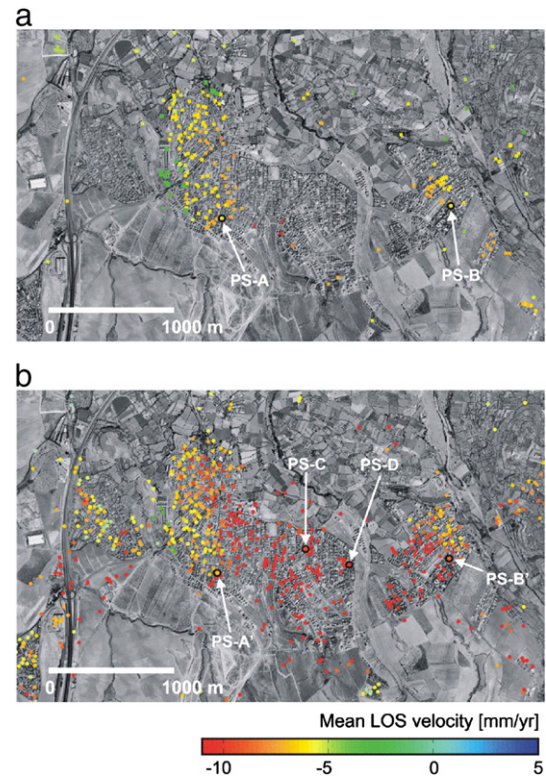 a
PS-A
PS-B
0 1000 m
b
PS-C
PS-D
PS-A'
PS-B'
0 1000 m
Mean LOS velocity [mm/yr]
-10 -5 0 5